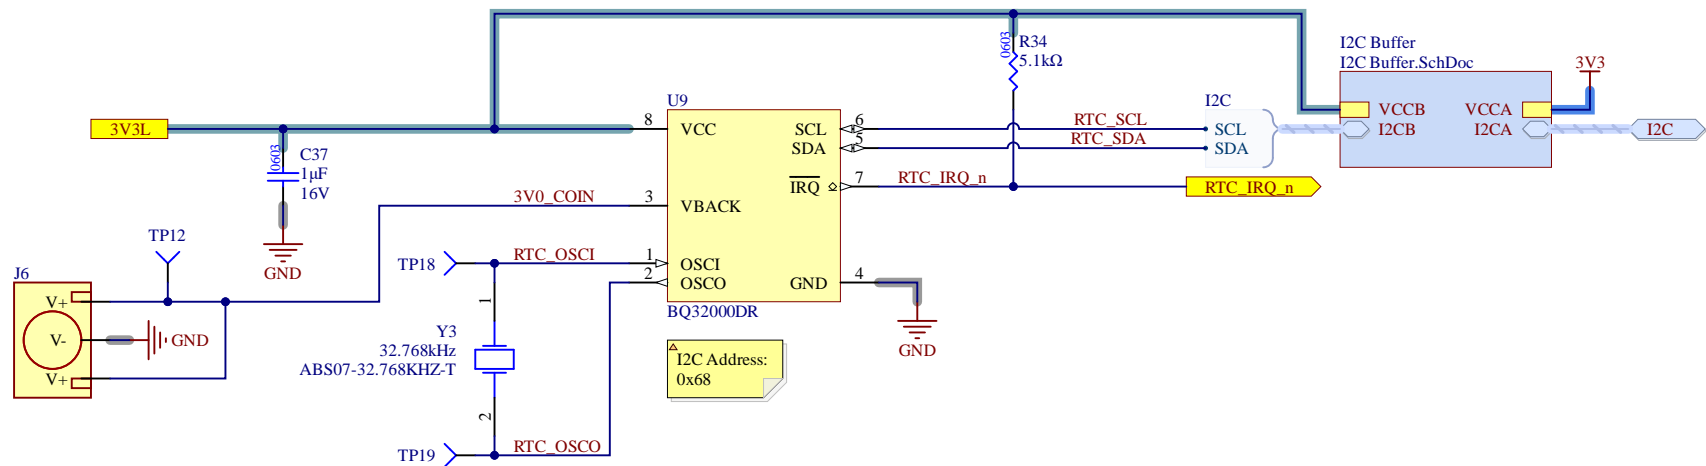 3V3L
0603
C37
1µF
16V
GND
TP12
J6
V+
V-
V+
GND
3V0_COIN
TP18
RTC_OSCI
1
2
Y3
32.768kHz
ABS07-32.768KHZ-T
TP19
RTC_OSCO
U9
8
VCC
3
VBACK
1
OSCI
2
OSCO
SCL
6
SDA
5
IRQ
7
GND
4
BQ32000DR
I2C Address:
0x68
GND
0603
R34
5.1kΩ
RTC_SCL
RTC_SDA
RTC_IRQ_n
RTC_IRQ_n
I2C
SCL
SDA
I2C Buffer
I2C Buffer.SchDoc
VCCB
VCCA
I2CB
I2CA
3V3
I2C